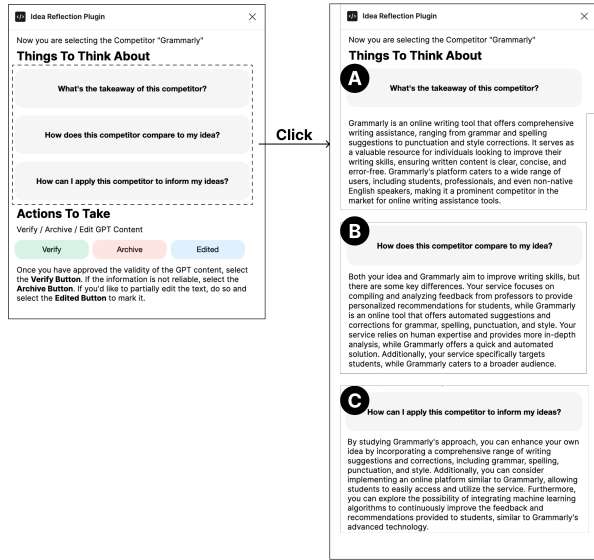 </> Idea Reflection Plugin
Now you are selecting the Competitor "Grammarly"
Things To Think About
What's the takeaway of this competitor?
How does this competitor compare to my idea?
How can I apply this competitor to inform my ideas?
Actions To Take
Verify / Archive / Edit GPT Content
Verify Archive Edited
Once you have approved the validity of the GPT content, select
the Verify Button. If the information is not reliable, select the
Archive Button. If you'd like to partially edit the text, do so and
select the Edited Button to mark it.
Click
</> Idea Reflection Plugin
Now you are selecting the Competitor "Grammarly"
Things To Think About
A
What's the takeaway of this competitor?
Grammarly is an online writing tool that offers comprehensive
writing assistance, ranging from grammar and spelling
suggestions to punctuation and style corrections. It serves as
a valuable resource for individuals looking to improve their
writing skills, ensuring written content is clear, concise, and
error-free. Grammarly's platform caters to a wide range of
users, including students, professionals, and even non-native
English speakers, making it a prominent competitor in the
market for online writing assistance tools.
B
How does this competitor compare to my idea?
Both your idea and Grammarly aim to improve writing skills, but
there are some key differences. Your service focuses on
compiling and analyzing feedback from professors to provide
personalized recommendations for students, while Grammarly
is an online tool that offers automated suggestions and
corrections for grammar, spelling, punctuation, and style. Your
service relies on human expertise and provides more in-depth
analysis, while Grammarly offers a quick and automated
solution. Additionally, your service specifically targets
students, while Grammarly caters to a broader audience.
C
How can I apply this competitor to inform my ideas?
By studying Grammarly's approach, you can enhance your own
idea by incorporating a comprehensive range of writing
suggestions and corrections, including grammar, spelling,
punctuation, and style. Additionally, you can consider
implementing an online platform similar to Grammarly, allowing
students to easily access and utilize the service. Furthermore,
you can explore the possibility of integrating machine learning
algorithms to continuously improve the feedback and
recommendations provided to students, similar to Grammarly's
advanced technology.